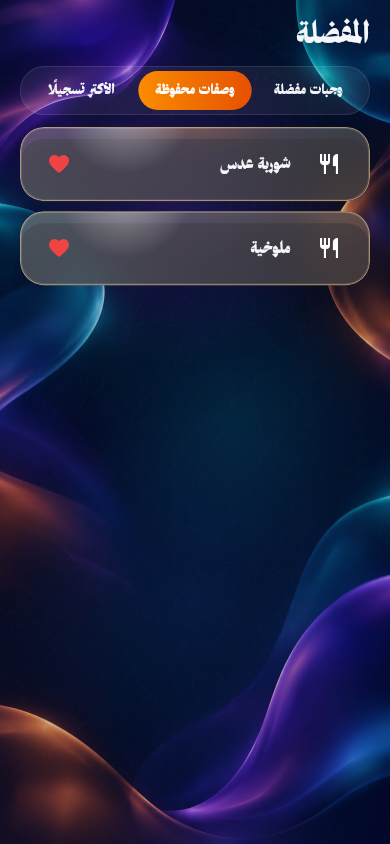 المفضلة
وجبات مفضلة
وصفات محفوظة
الأكثر تسجيلًا
شوربة عدس
ملوخية